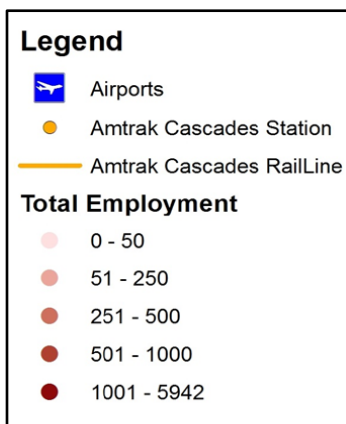 Legend
Airports
Amtrak Cascades Station
Amtrak Cascades RailLine
Total Employment
0 - 50
51 - 250
251 - 500
501 - 1000
1001 - 5942